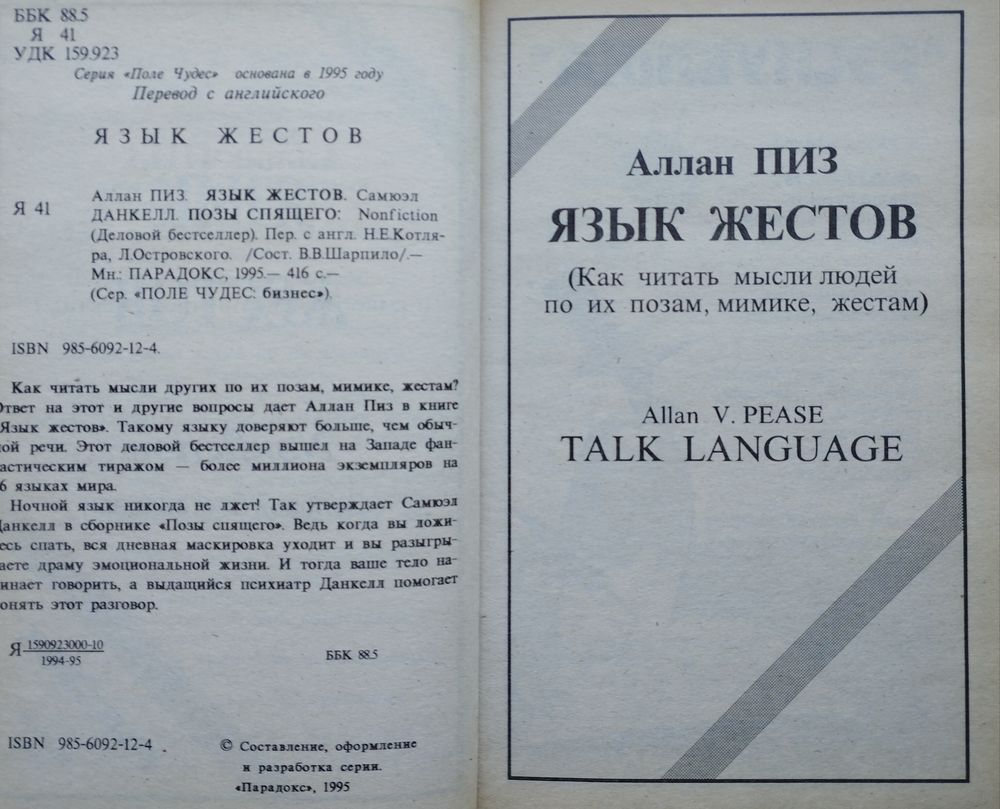 ББК 88.5
Я 41
УДК 159.923
Серия «Поле Чудес» основана в 1995 году
Перевод с английского
ЯЗЫК ЖЕСТОВ
Я 41
Аллан ПИЗ. ЯЗЫК ЖЕСТОВ. Самюэл
ДАНКЕЛЛ. ПОЗЫ СПЯЩЕГО: Nonfiction
(Деловой бестселлер). Пер. с англ. Н.Е.Котля-
ра, Л.Островского. /Сост. В.В.Шарпило/.—
Мн.: ПАРАДОКС, 1995.— 416 с.—
(Сер. «ПОЛЕ ЧУДЕС: бизнес»)
ISBN 985-6092-12-4.
Как читать мысли других по их позам, мимике, жестам?
Ответ на этот и другие вопросы дает Аллан Пиз в книге
«Язык жестов». Такому языку доверяют больше, чем обыч-
ной речи. Этот деловой бестселлер вышел на Западе фан-
тастическим тиражом — более миллиона экземпляров на
6 языках мира.
Ночной язык никогда не лжет! Так утверждает Самюэл
Данкелл в сборнике «Позы спящего». Ведь когда вы ложи-
тесь спать, вся дневная маскировка уходит и вы разыгры-
ваете драму эмоциональной жизни. И тогда ваше тело на-
чинает говорить, а выдающийся психиатр Данкелл помогает
понять этот разговор.
Я 1590923000-10
1994-95
ББК 88.5
ISBN 985-6092-12-4 .
© Составление, оформление
и разработка серии.
«Парадокс», 1995
Аллан ПИЗ
ЯЗЫК ЖЕСТОВ
(Как читать мысли людей
по их позам, мимике, жестам)
Allan V. PEASE
TALK LANGUAGE